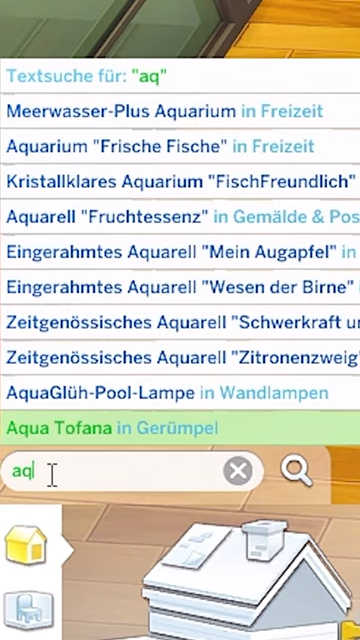 Textsuche für: "aq"
Meerwasser-Plus Aquarium in Freizeit
Aquarium "Frische Fische" in Freizeit
Kristallklares Aquarium "FischFreundlich"
Aquarell "Fruchtessenz" in Gemälde & Pos
Eingerahmtes Aquarell "Mein Augapfel" in
Eingerahmtes Aquarell "Wesen der Birne"
Zeitgenössisches Aquarell "Schwerkraft u
Zeitgenössisches Aquarell "Zitronenzweig"
AquaGlüh-Pool-Lampe in Wandlampen
Aqua Tofana in Gerümpel
aq